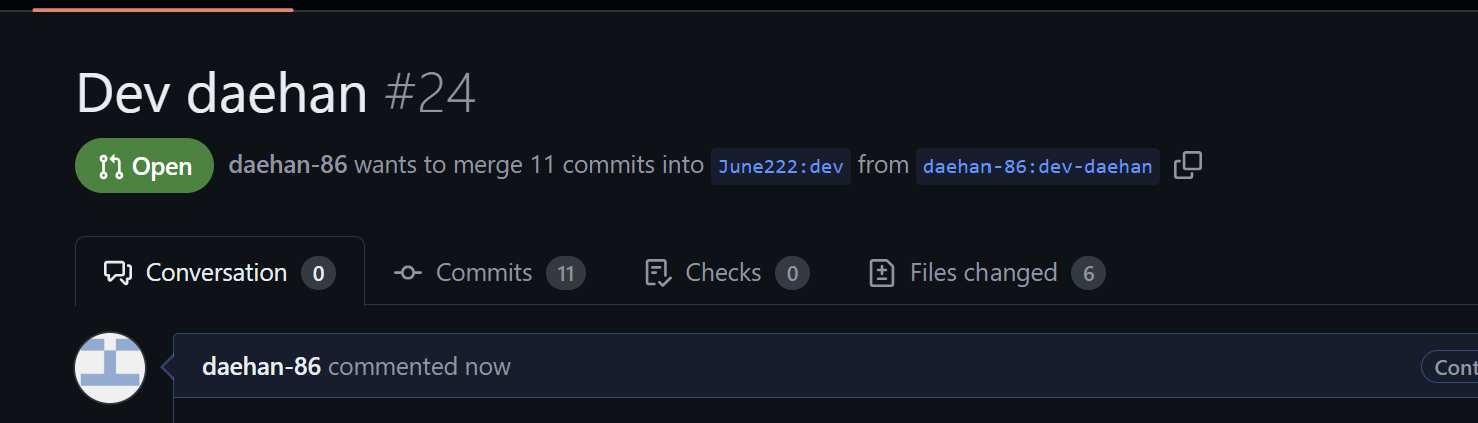 Dev daehan #24
Open daehan-86 wants to merge 11 commits into June222:dev from daehan-86:dev-daehan
Conversation 0 Commits 11 Checks 0 Files changed 6
daehan-86 commented now